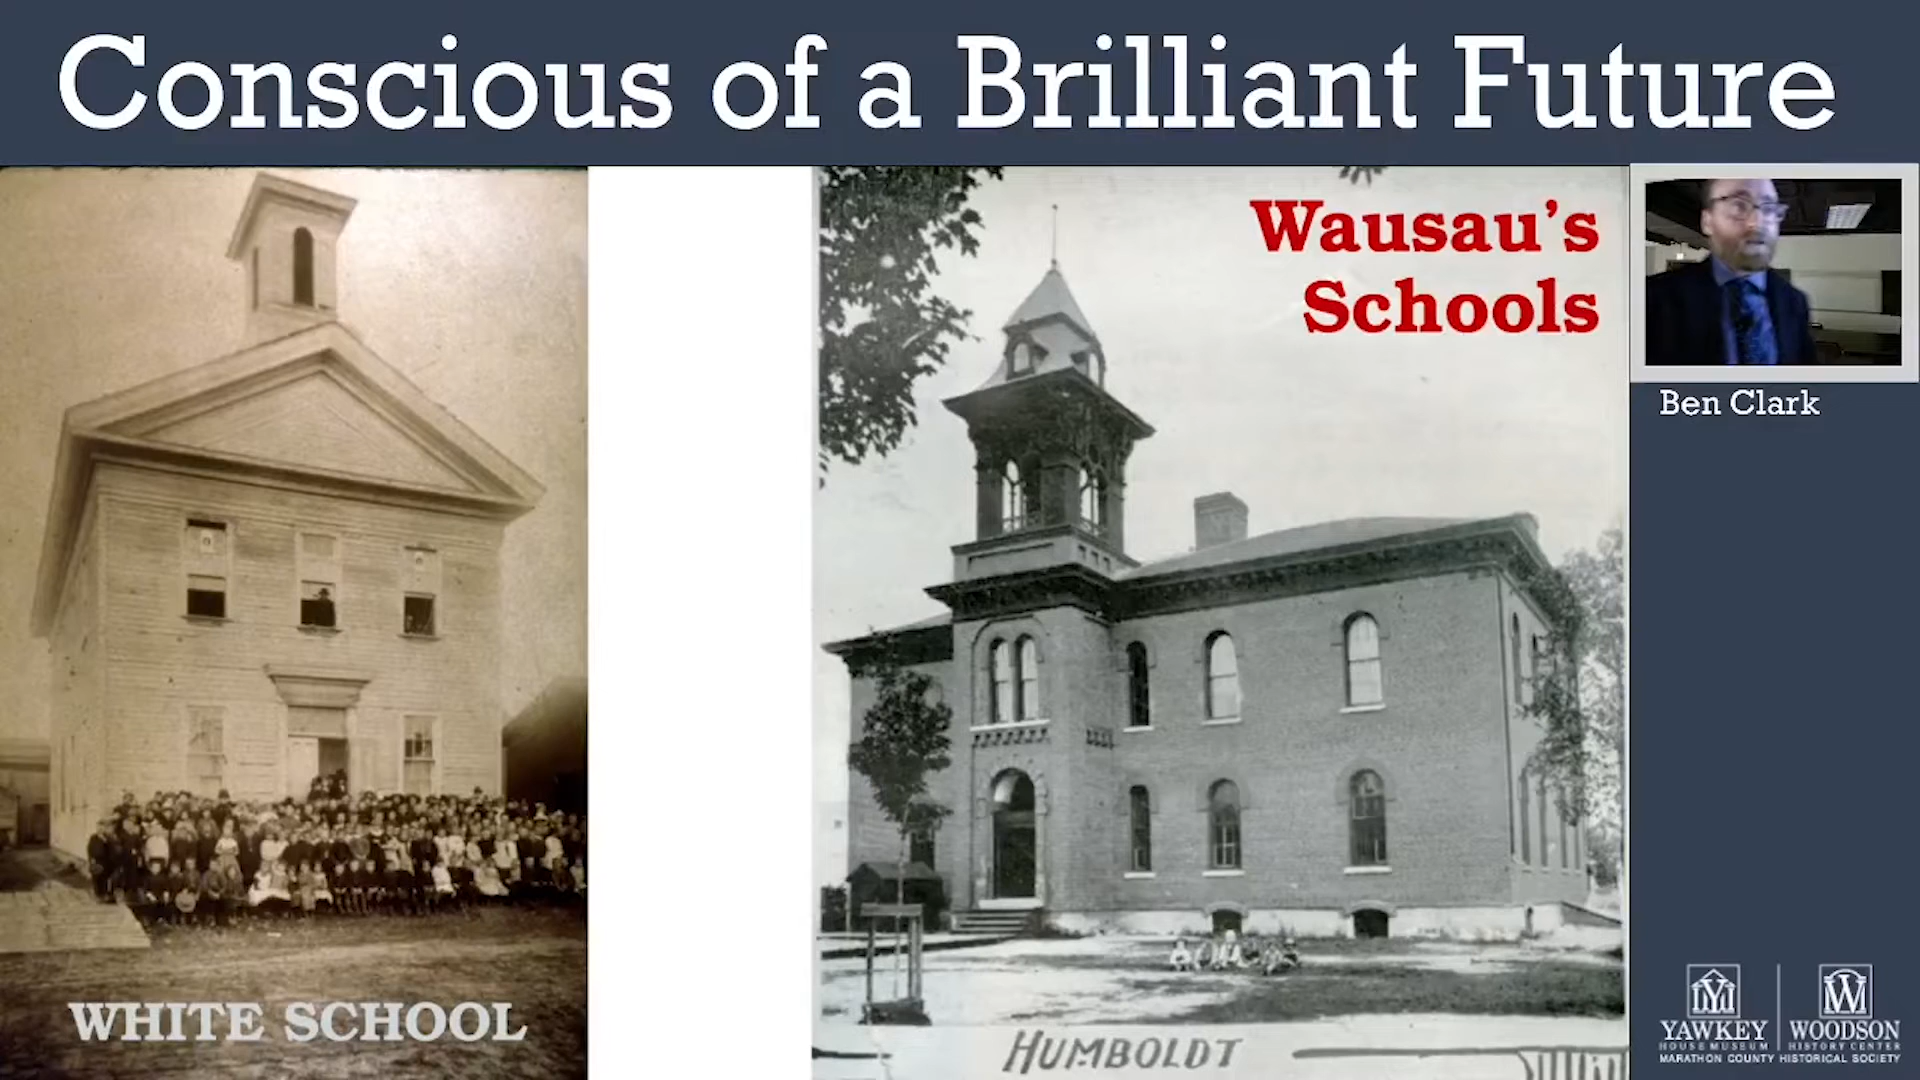 Conscious of a Brilliant Future
Wausau's
Schools
Ben Clark
WHITE SCHOOL
HUMBOLDT
YAWKEY
HOUSE MUSEUM
WOODSON
HISTORY CENTER
MARATHON COUNTY HISTORICAL SOCIETY